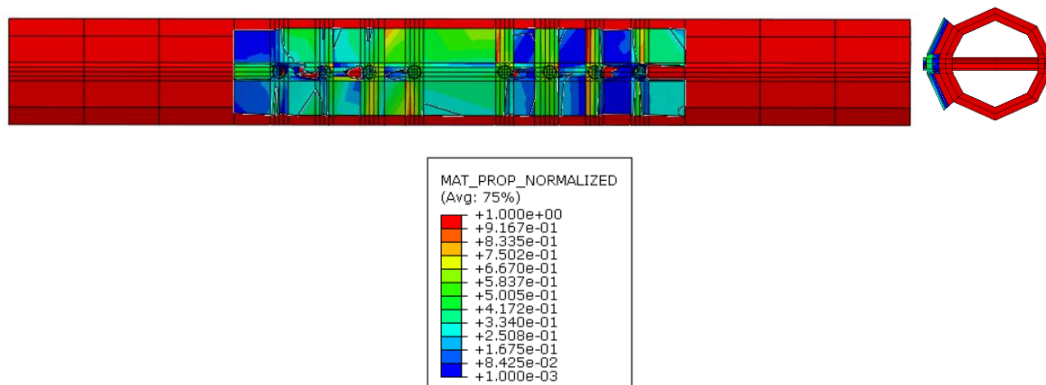 MAT_PROP_NORMALIZED
(Avg: 75%)
+1.000e+00
+9.167e-01
+8.335e-01
+7.502e-01
+6.670e-01
+5.837e-01
+5.005e-01
+4.172e-01
+3.340e-01
+2.508e-01
+1.675e-01
+8.425e-02
+1.000e-03